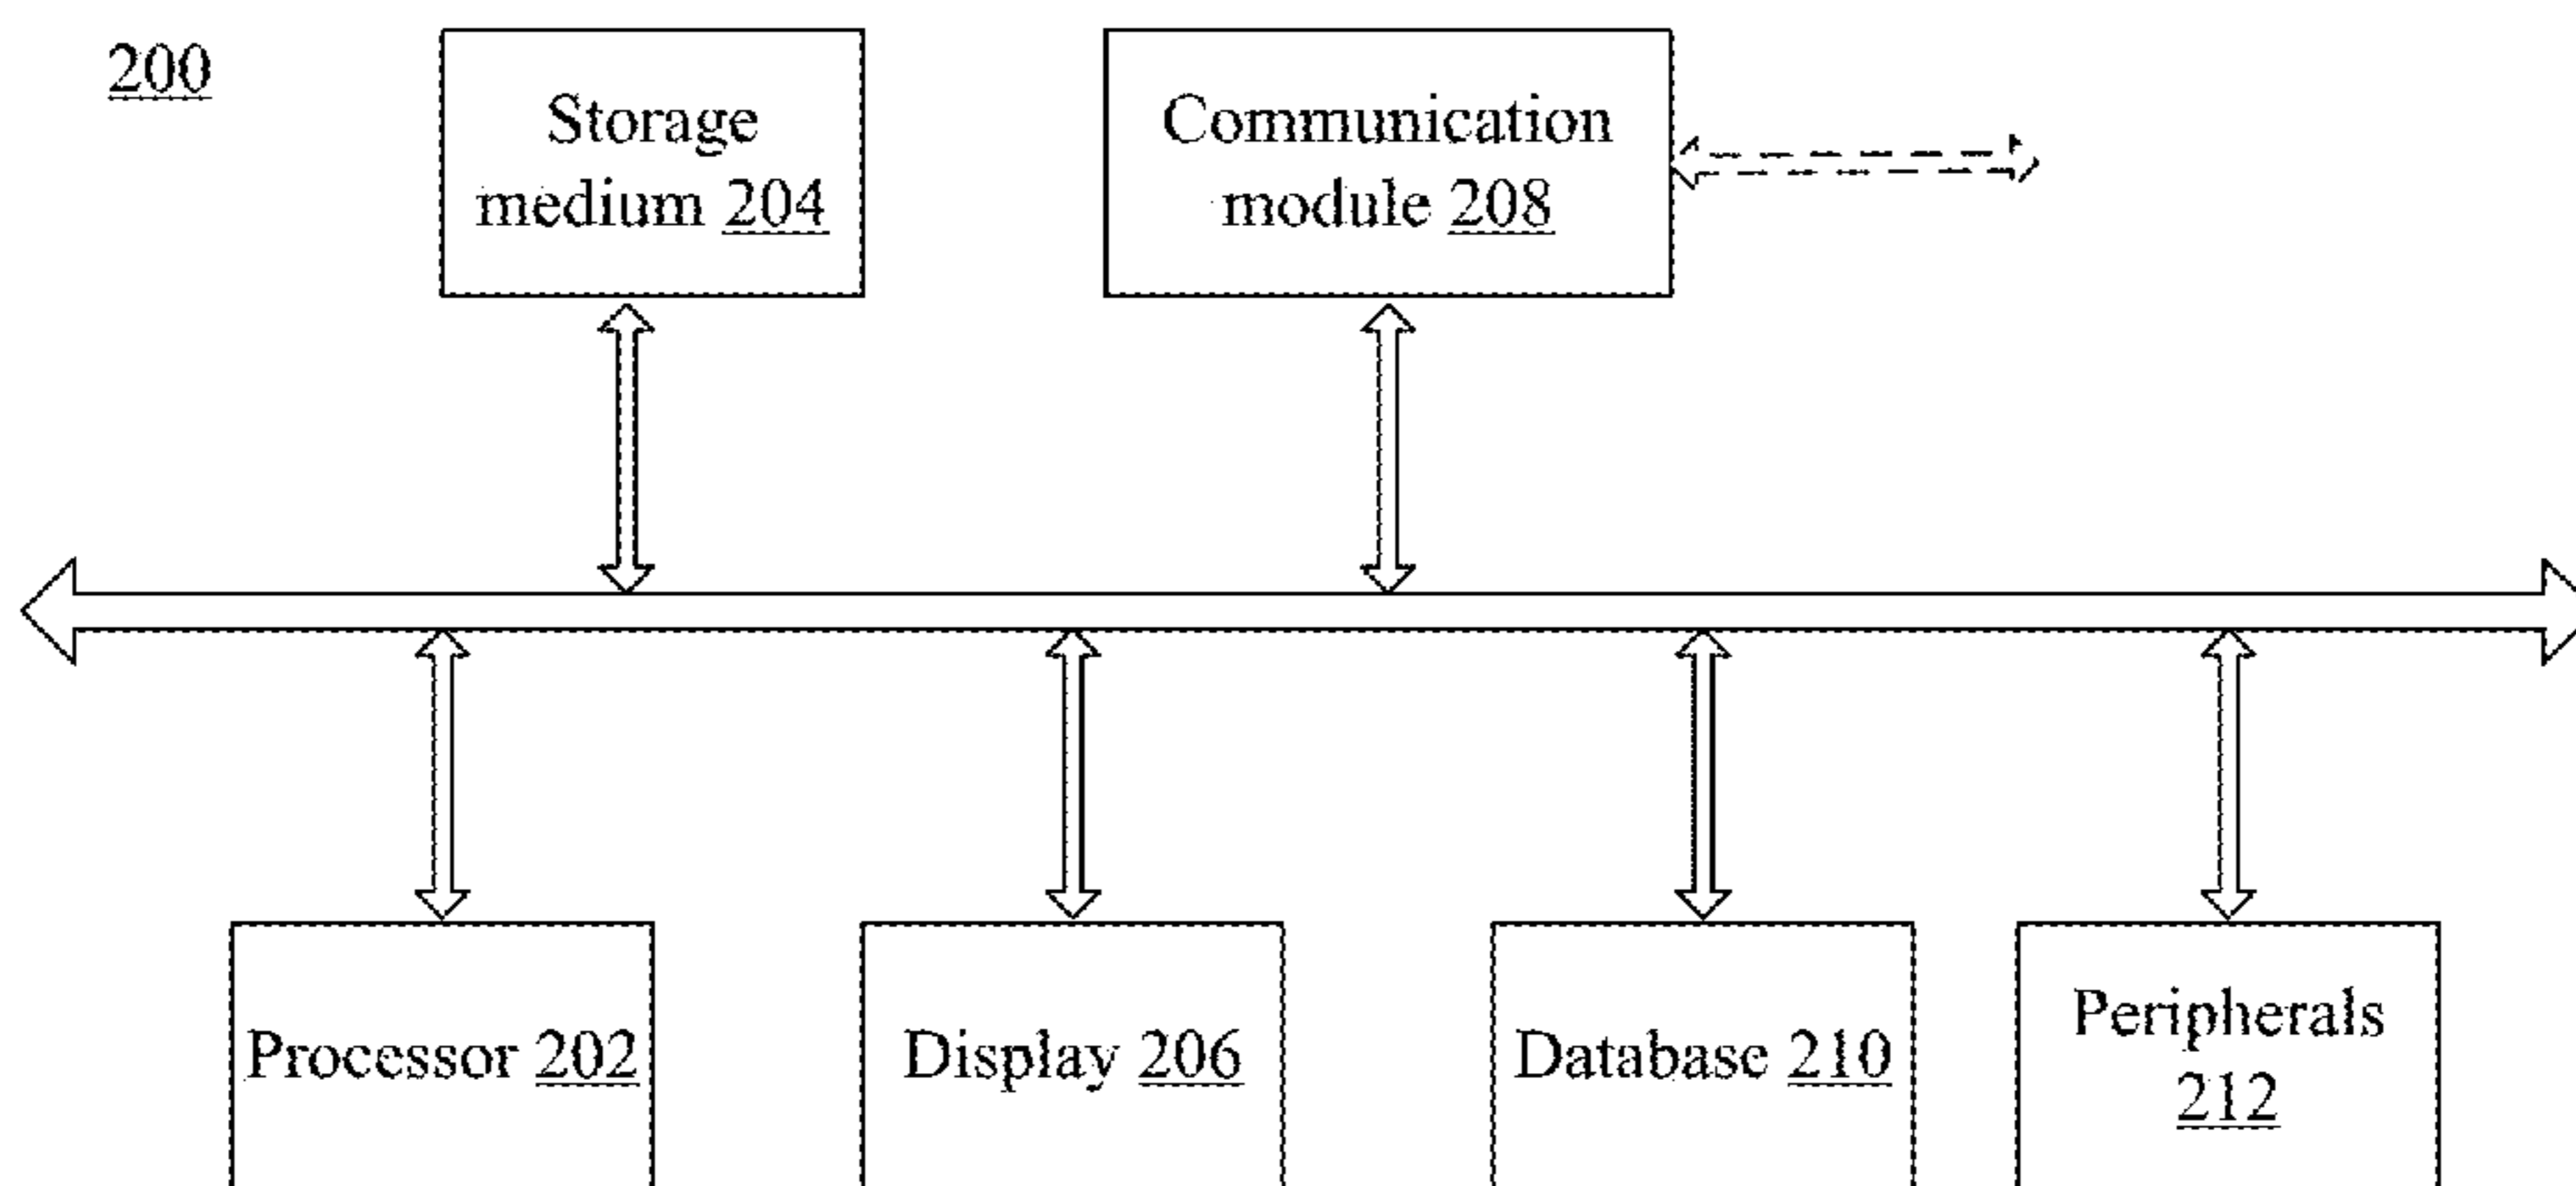 200
Storage
medium 204
Communication
module 208
Processor 202
Display 206
Database 210
Peripherals
212